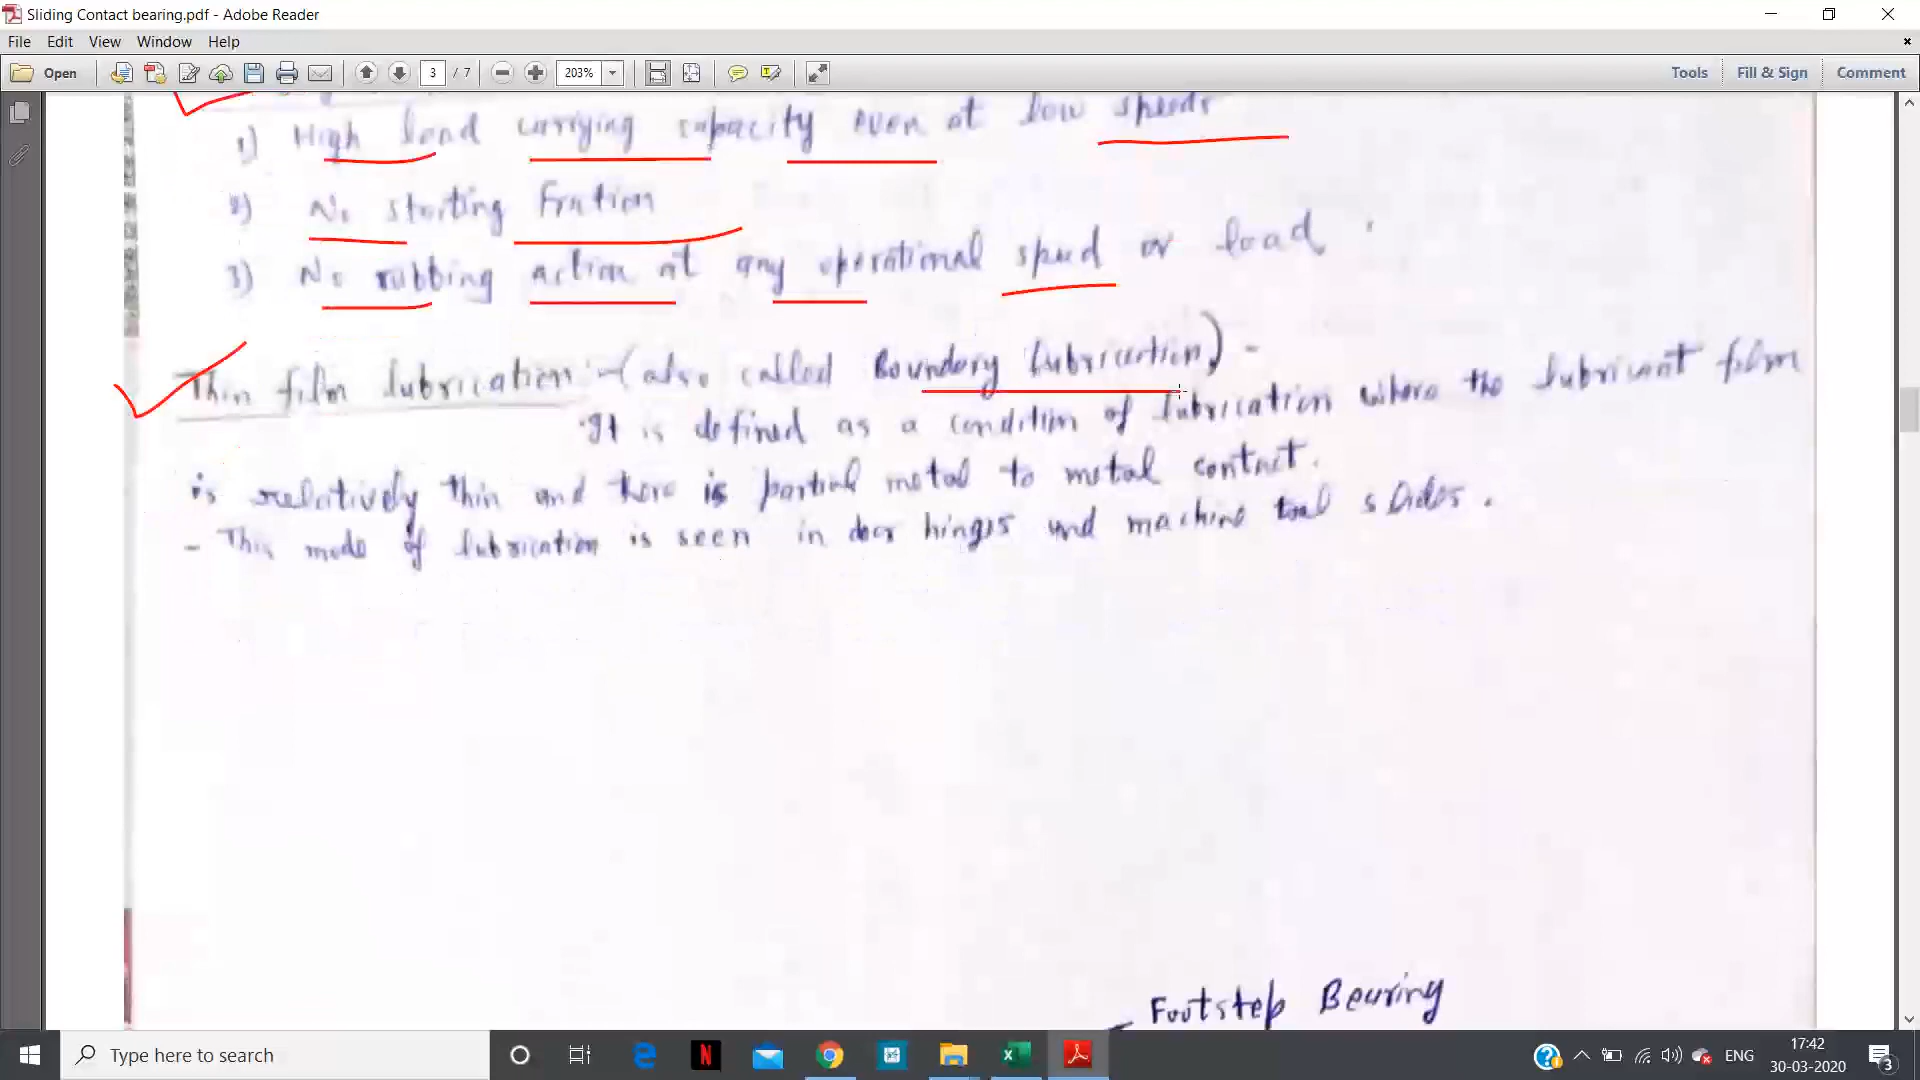 Sliding Contact bearing.pdf - Adobe Reader
File Edit View Window Help
Open 3 / 7 203% Tools Fill & Sign Comment
1) High load carrying capacity even at low speeds
2) No starting Fration
3) No rubbing action at any operational speed or load .
Thin film lubrication :- (also called Boundary Lubrication) -
It is defined as a condition of lubrication where the lubricant film
is relatively thin and there is partial metal to metal contact.
- This mode of lubrication is seen in door hinges and machine tool slides .
Footstep Bearing
Type here to search
ENG
17:42
30-03-2020
3